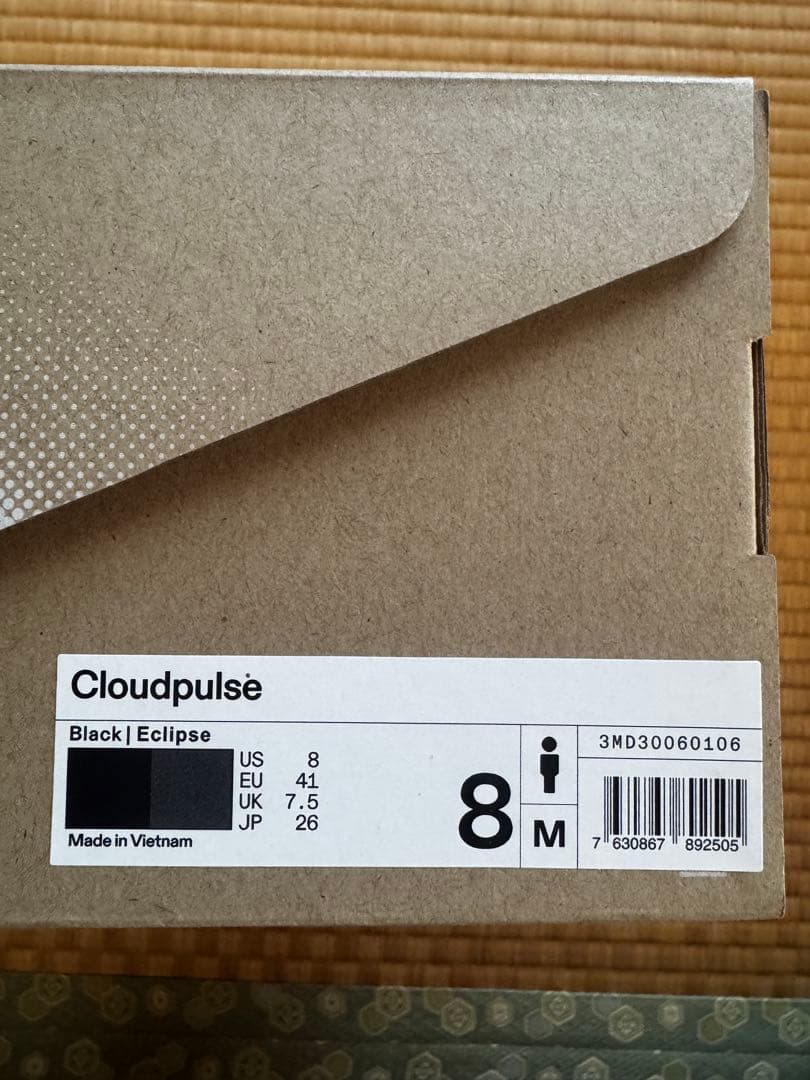 Cloudpulse
Black | Eclipse
US 8
EU 41
UK 7.5
JP 26
Made in Vietnam
8
M
3MD30060106
7 630867 892505